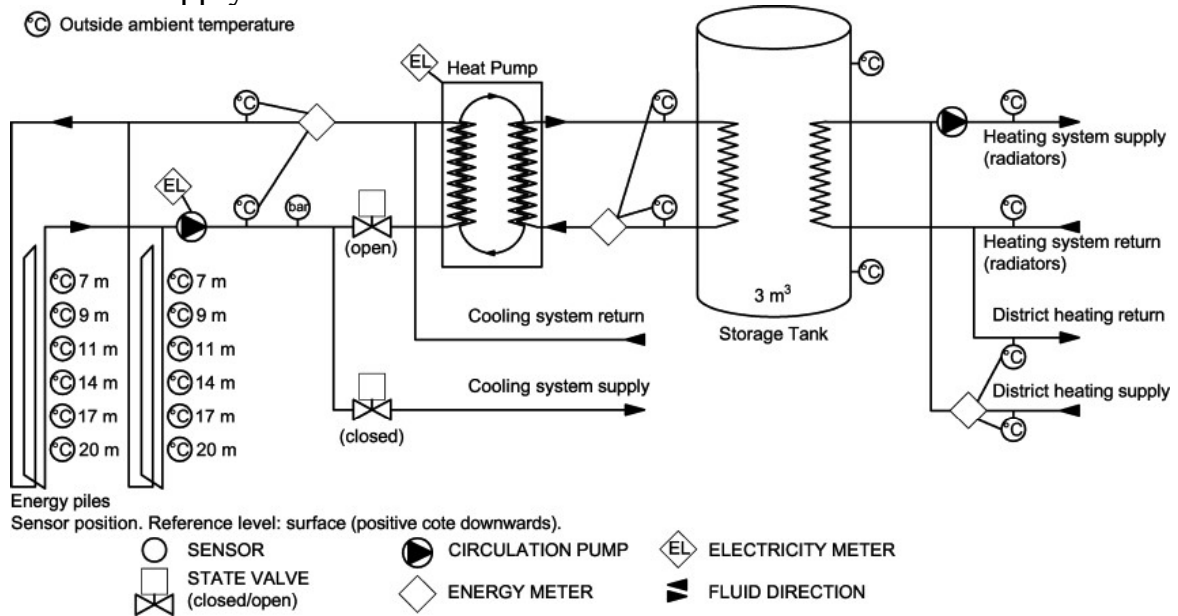 °C Outside ambient temperature
EL
Heat Pump
°C
°C
°C
°C
Heating system supply
(radiators)
EL
°C
bar
°C
°C
(open)
Heating system return
(radiators)
°C 7 m
°C 7 m
°C
°C 9 m
°C 9 m
3 m³
Cooling system return
District heating return
Storage Tank
°C 11 m
°C 11 m
°C
°C 14 m
°C 14 m
Cooling system supply
District heating supply
°C 17 m
°C 17 m
°C
(closed)
°C 20 m
°C 20 m
Energy piles
Sensor position. Reference level: surface (positive cote downwards).
SENSOR
CIRCULATION PUMP
EL ELECTRICITY METER
STATE VALVE
(closed/open)
ENERGY METER
FLUID DIRECTION